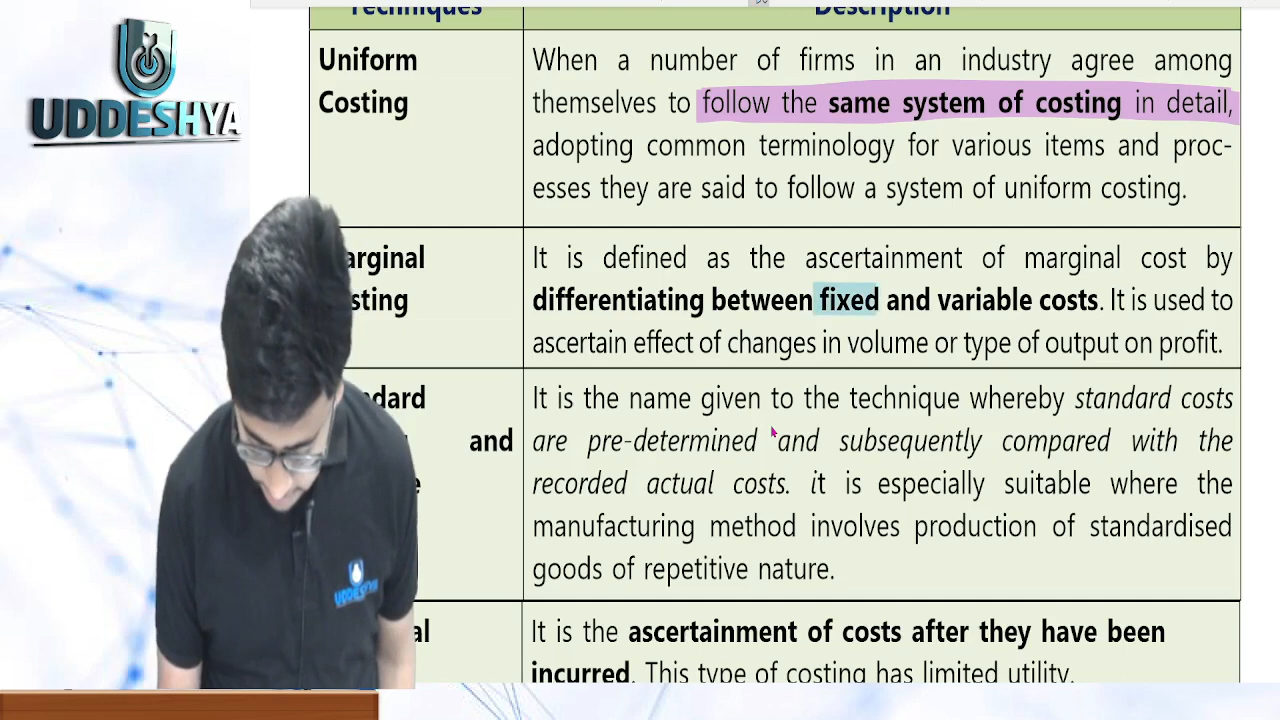 Techniques Description
UDDESHYA
Uniform
Costing
When a number of firms in an industry agree among
themselves to follow the same system of costing in detail,
adopting common terminology for various items and proc-
esses they are said to follow a system of uniform costing.
arginal
sting
It is defined as the ascertainment of marginal cost by
differentiating between fixed and variable costs. It is used to
ascertain effect of changes in volume or type of output on profit.
dard
and
It is the name given to the technique whereby standard costs
are pre-determined and subsequently compared with the
recorded actual costs. it is especially suitable where the
manufacturing method involves production of standardised
goods of repetitive nature.
al
It is the ascertainment of costs after they have been
incurred. This type of costing has limited utility.
UDDESHYA